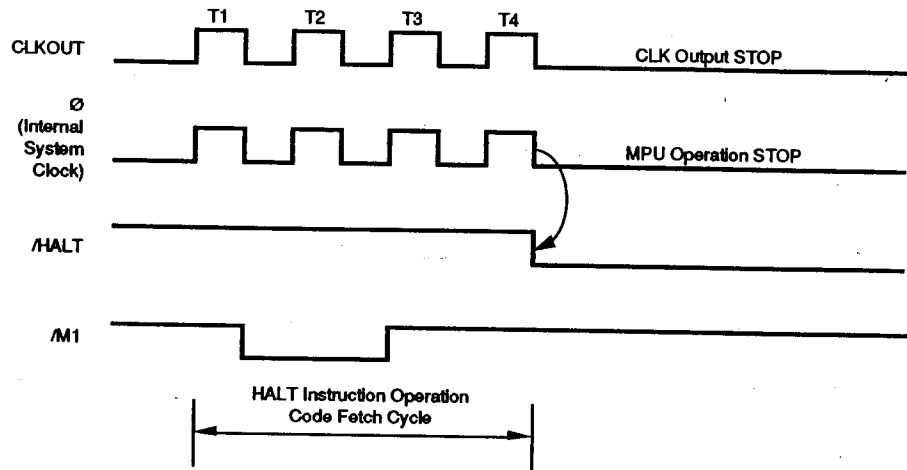 T1 T2 T3 T4
CLKOUT
CLK Output STOP
Ø
(Internal
System
Clock)
MPU Operation STOP
/HALT
/M1
HALT Instruction Operation
Code Fetch Cycle